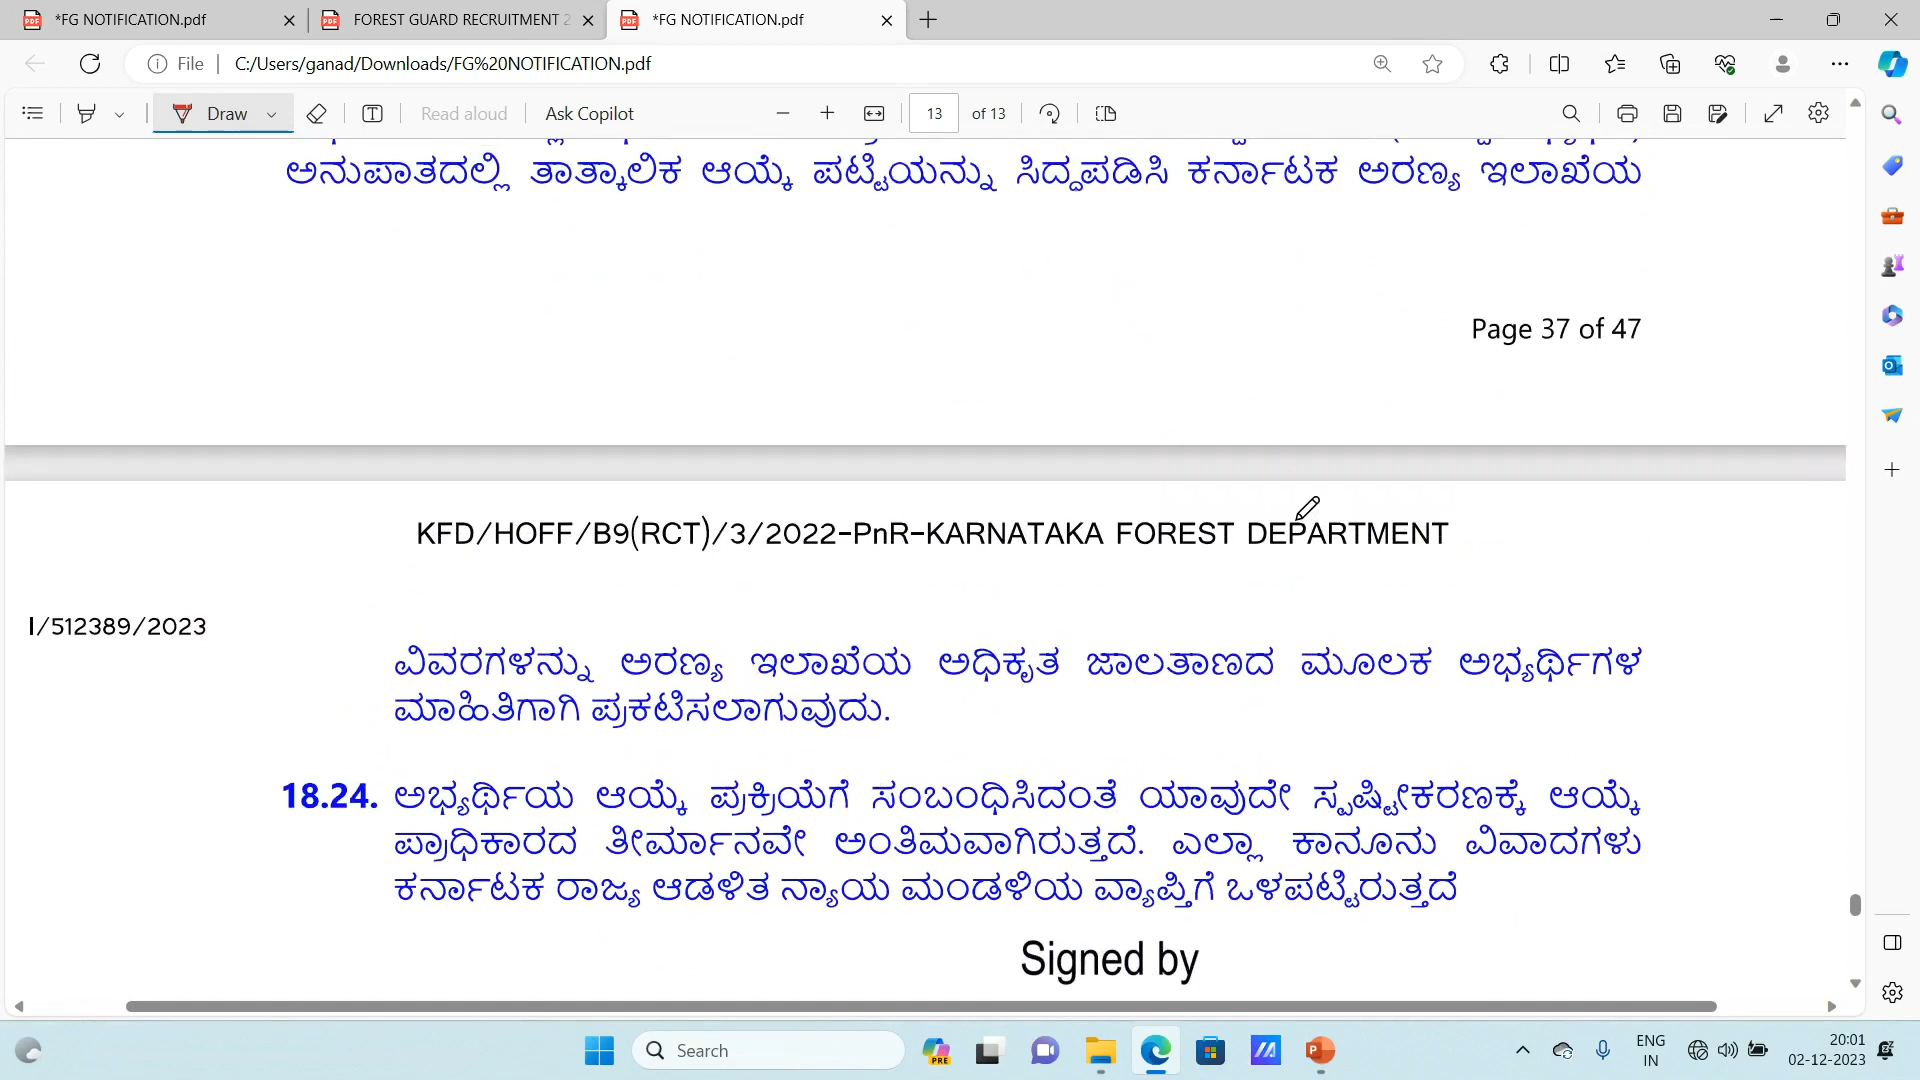 *FG NOTIFICATION.pdf
FOREST GUARD RECRUITMENT 2
*FG NOTIFICATION.pdf
File
C:/Users/ganad/Downloads/FG%20NOTIFICATION.pdf
Draw
Read aloud
Ask Copilot
13
of 13
ಅನುಪಾತದಲ್ಲಿ ತಾತ್ಕಾಲಿಕ ಆಯ್ಕೆ ಪಟ್ಟಿಯನ್ನು ಸಿದ್ದಪಡಿಸಿ ಕರ್ನಾಟಕ ಅರಣ್ಯ ಇಲಾಖೆಯ
Page 37 of 47
KFD/HOFF/B9(RCT)/3/2022-PnR-KARNATAKA FOREST DEPARTMENT
I/512389/2023
ವಿವರಗಳನ್ನು ಅರಣ್ಯ ಇಲಾಖೆಯ ಅಧಿಕೃತ ಜಾಲತಾಣದ ಮೂಲಕ ಅಭ್ಯರ್ಥಿಗಳ
ಮಾಹಿತಿಗಾಗಿ ಪ್ರಕಟಿಸಲಾಗುವುದು.
18.24. ಅಭ್ಯರ್ಥಿಯ ಆಯ್ಕೆ ಪ್ರಕ್ರಿಯೆಗೆ ಸಂಬಂಧಿಸಿದಂತೆ ಯಾವುದೇ ಸ್ಪಷ್ಟೀಕರಣಕ್ಕೆ ಆಯ್ಕೆ
ಪ್ರಾಧಿಕಾರದ ತೀರ್ಮಾನವೇ ಅಂತಿಮವಾಗಿರುತ್ತದೆ. ಎಲ್ಲಾ ಕಾನೂನು ವಿವಾದಗಳು
ಕರ್ನಾಟಕ ರಾಜ್ಯ ಆಡಳಿತ ನ್ಯಾಯ ಮಂಡಳಿಯ ವ್ಯಾಪ್ತಿಗೆ ಒಳಪಟ್ಟಿರುತ್ತದೆ
Signed by
Search
PRE
ENG
IN
20:01
02-12-2023